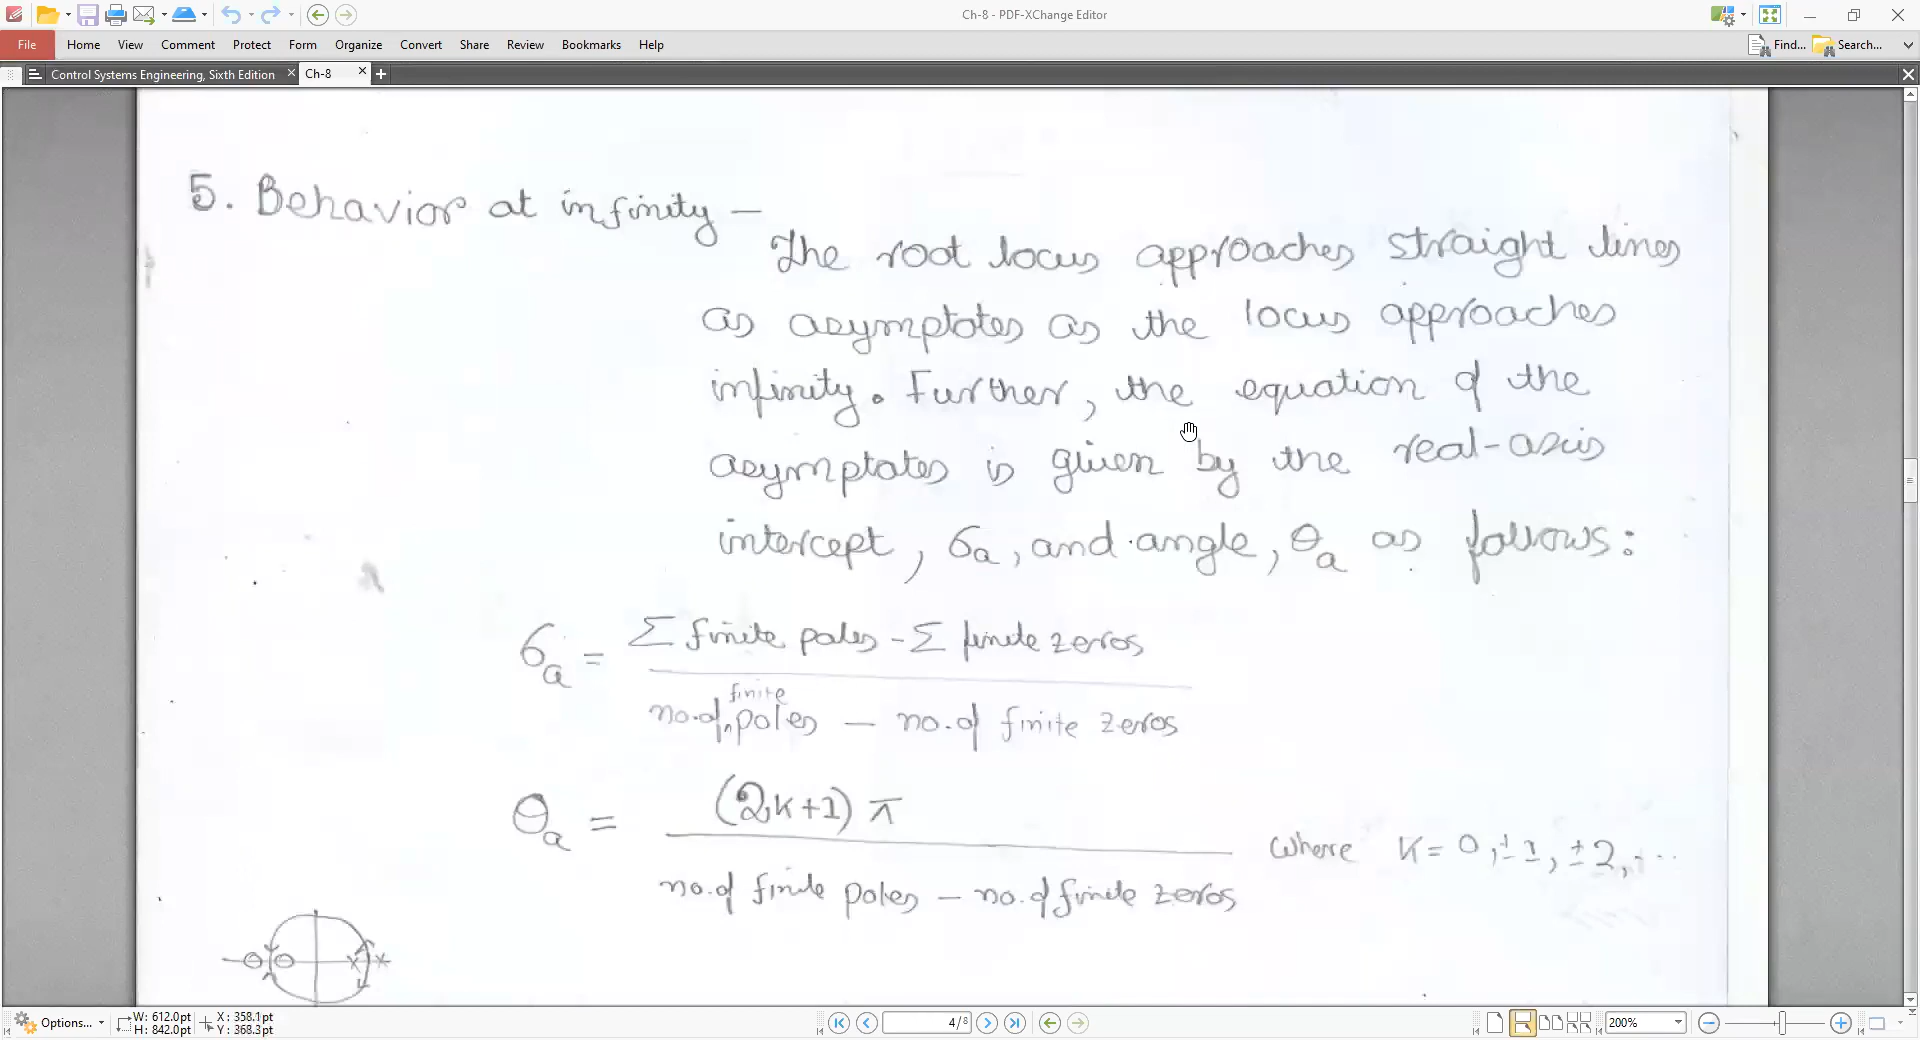 Ch-8 - PDF-XChange Editor
File Home View Comment Protect Form Organize Convert Share Review Bookmarks Help Find... Search...
Control Systems Engineering, Sixth Edition Ch-8
5. Behavior at infinity –
The root locus approaches straight lines
as asymptotes as the locus approaches
infinity. Further, the equation of the
asymptotes is given by the real-axis
intercept, σa, and angle, θa as follows:
σa = Σ finite poles - Σ finite zeros
finite
no. of poles – no. of finite zeros
θa = (2k+1) π
where k = 0, ±1, ±2, ...
no. of finite poles – no. of finite zeros
Options... W: 612.0pt H: 842.0pt X: 358.1pt Y: 368.3pt 4/8 200%